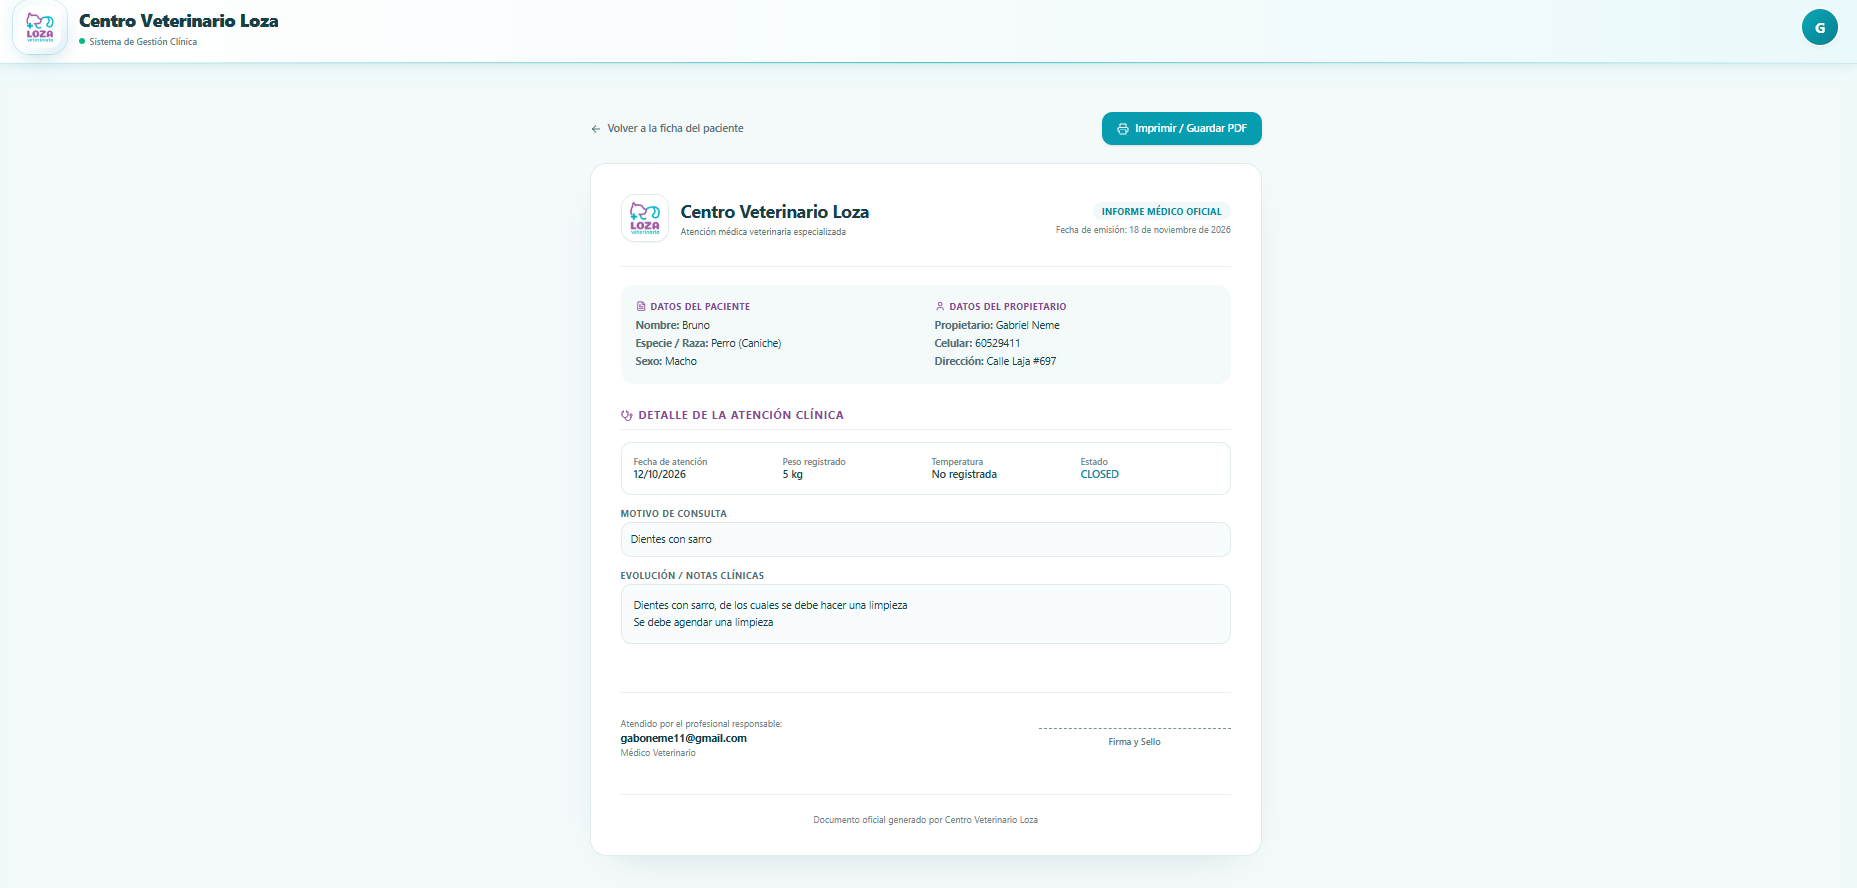 LOZA
veterinaria
Centro Veterinario Loza
Sistema de Gestión Clínica
G
← Volver a la ficha del paciente
Imprimir / Guardar PDF
LOZA
veterinaria
Centro Veterinario Loza
Atención médica veterinaria especializada
INFORME MÉDICO OFICIAL
Fecha de emisión: 18 de noviembre de 2026
DATOS DEL PACIENTE
Nombre: Bruno
Especie / Raza: Perro (Caniche)
Sexo: Macho
DATOS DEL PROPIETARIO
Propietario: Gabriel Neme
Celular: 60529411
Dirección: Calle Laja #697
DETALLE DE LA ATENCIÓN CLÍNICA
Fecha de atención
12/10/2026
Peso registrado
5 kg
Temperatura
No registrada
Estado
CLOSED
MOTIVO DE CONSULTA
Dientes con sarro
EVOLUCIÓN / NOTAS CLÍNICAS
Dientes con sarro, de los cuales se debe hacer una limpieza
Se debe agendar una limpieza
Atendido por el profesional responsable:
gaboneme11@gmail.com
Médico Veterinario
Firma y Sello
Documento oficial generado por Centro Veterinario Loza